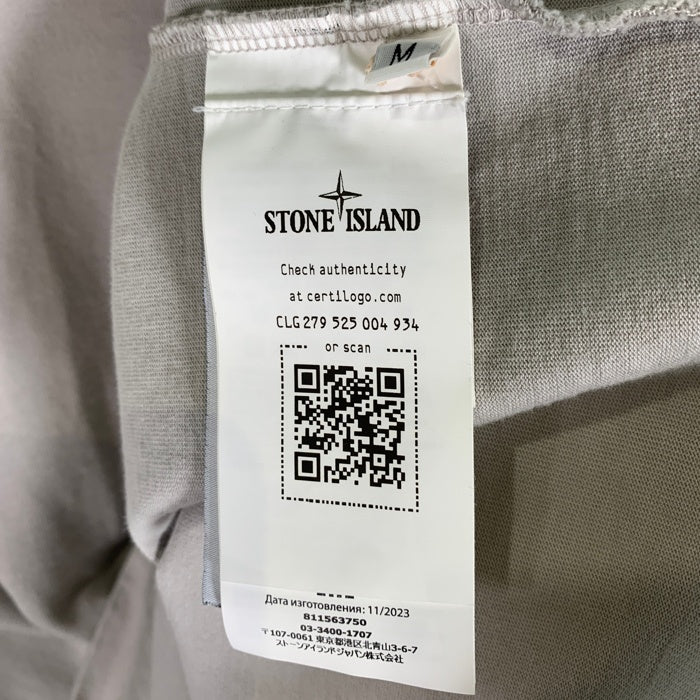 M
STONE ISLAND
Check authenticity
at certilogo.com
CLG 279 525 004 934
or scan
Дата изготовления: 11/2023
811563750
03-3400-1707
〒107-0061 東京都港区北青山3-6-7
ストーンアイランドジャパン株式会社